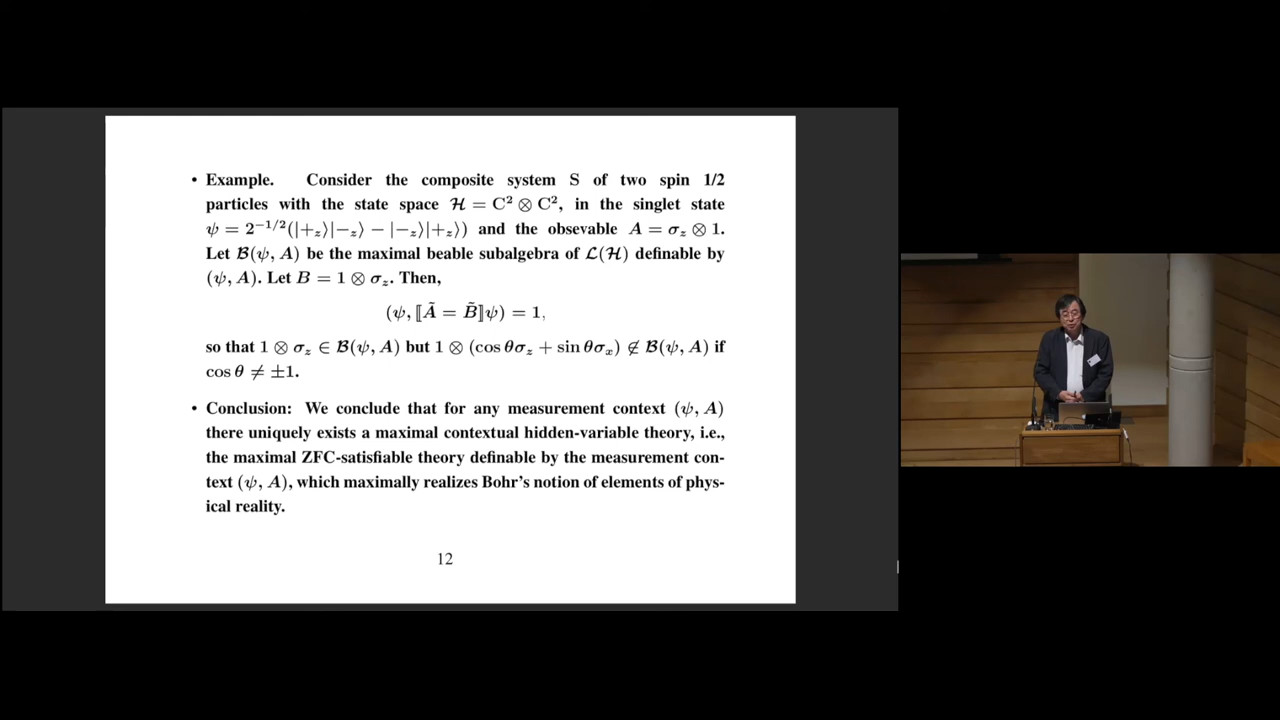 • Example. Consider the composite system S of two spin 1/2
particles with the state space ℋ = C² ⊗ C², in the singlet state
ψ = 2^{-1/2}(|+_z⟩|−_z⟩ − |−_z⟩|+_z⟩) and the obsevable A = σ_z ⊗ 1.
Let ℬ(ψ, A) be the maximal beable subalgebra of ℒ(ℋ) definable by
(ψ, A). Let B = 1 ⊗ σ_z. Then,
(ψ, ⟦Ã = B̃⟧ψ) = 1,
so that 1 ⊗ σ_z ∈ ℬ(ψ, A) but 1 ⊗ (cos θσ_z + sin θσ_x) ∉ ℬ(ψ, A) if
cos θ ≠ ±1.
• Conclusion: We conclude that for any measurement context (ψ, A)
there uniquely exists a maximal contextual hidden-variable theory, i.e.,
the maximal ZFC-satisfiable theory definable by the measurement con-
text (ψ, A), which maximally realizes Bohr's notion of elements of phys-
ical reality.
12